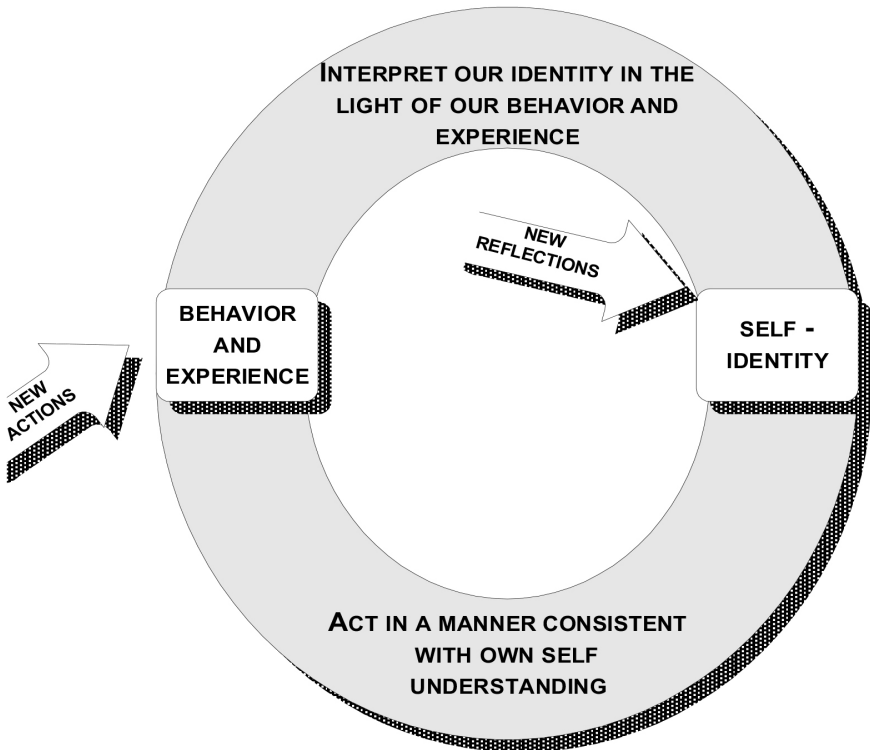 INTERPRET OUR IDENTITY IN THE
LIGHT OF OUR BEHAVIOR AND
EXPERIENCE
NEW
REFLECTIONS
BEHAVIOR
AND
EXPERIENCE
SELF -
IDENTITY
NEW
ACTIONS
ACT IN A MANNER CONSISTENT
WITH OWN SELF
UNDERSTANDING